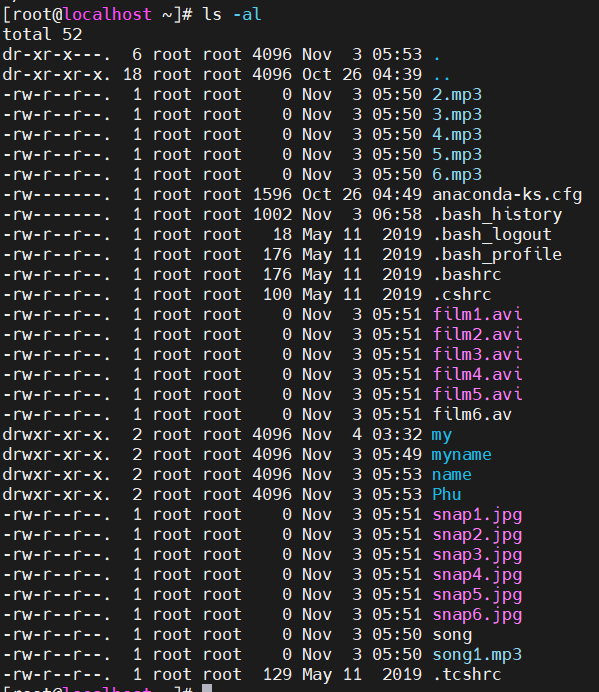 [root@localhost ~]# ls -al
total 52
dr-xr-x---.  6 root root 4096 Nov  3 05:53 .
dr-xr-xr-x. 18 root root 4096 Oct 26 04:39 ..
-rw-r--r--.  1 root root    0 Nov  3 05:50 2.mp3
-rw-r--r--.  1 root root    0 Nov  3 05:50 3.mp3
-rw-r--r--.  1 root root    0 Nov  3 05:50 4.mp3
-rw-r--r--.  1 root root    0 Nov  3 05:50 5.mp3
-rw-r--r--.  1 root root    0 Nov  3 05:50 6.mp3
-rw-------.  1 root root 1596 Oct 26 04:49 anaconda-ks.cfg
-rw-------.  1 root root 1002 Nov  3 06:58 .bash_history
-rw-r--r--.  1 root root   18 May 11  2019 .bash_logout
-rw-r--r--.  1 root root  176 May 11  2019 .bash_profile
-rw-r--r--.  1 root root  176 May 11  2019 .bashrc
-rw-r--r--.  1 root root  100 May 11  2019 .cshrc
-rw-r--r--.  1 root root    0 Nov  3 05:51 film1.avi
-rw-r--r--.  1 root root    0 Nov  3 05:51 film2.avi
-rw-r--r--.  1 root root    0 Nov  3 05:51 film3.avi
-rw-r--r--.  1 root root    0 Nov  3 05:51 film4.avi
-rw-r--r--.  1 root root    0 Nov  3 05:51 film5.avi
-rw-r--r--.  1 root root    0 Nov  3 05:51 film6.av
drwxr-xr-x.  2 root root 4096 Nov  4 03:32 my
drwxr-xr-x.  2 root root 4096 Nov  3 05:49 myname
drwxr-xr-x.  2 root root 4096 Nov  3 05:53 name
drwxr-xr-x.  2 root root 4096 Nov  3 05:53 Phu
-rw-r--r--.  1 root root    0 Nov  3 05:51 snap1.jpg
-rw-r--r--.  1 root root    0 Nov  3 05:51 snap2.jpg
-rw-r--r--.  1 root root    0 Nov  3 05:51 snap3.jpg
-rw-r--r--.  1 root root    0 Nov  3 05:51 snap4.jpg
-rw-r--r--.  1 root root    0 Nov  3 05:51 snap5.jpg
-rw-r--r--.  1 root root    0 Nov  3 05:51 snap6.jpg
-rw-r--r--.  1 root root    0 Nov  3 05:50 song
-rw-r--r--.  1 root root    0 Nov  3 05:50 song1.mp3
-rw-r--r--.  1 root root  129 May 11  2019 .tcshrc
[root@localhost ~]#